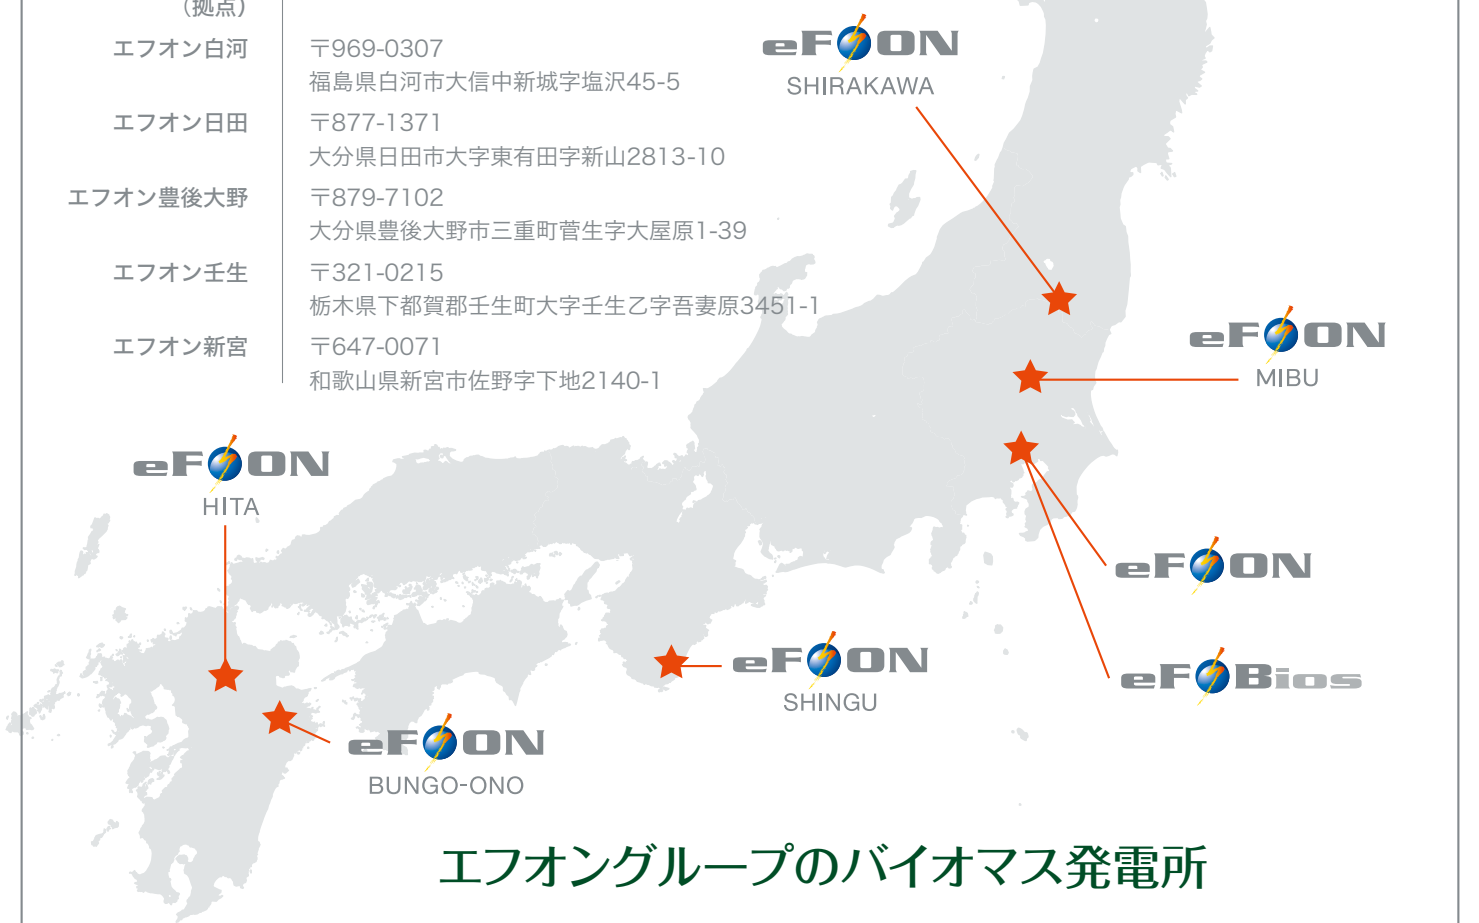 （拠点）
エフオン白河
〒969-0307
福島県白河市大信中新城字塩沢45-5
エフオン日田
〒877-1371
大分県日田市大字東有田字新山2813-10
エフオン豊後大野
〒879-7102
大分県豊後大野市三重町菅生字大屋原1-39
エフオン壬生
〒321-0215
栃木県下都賀郡壬生町大字壬生乙字吾妻原3451-1
エフオン新宮
〒647-0071
和歌山県新宮市佐野字下地2140-1
eFOON
SHIRAKAWA
eFOON
MIBU
eFOON
HITA
eFOON
eFOON
SHINGU
eFOBios
eFOON
BUNGO-ONO
エフオングループのバイオマス発電所